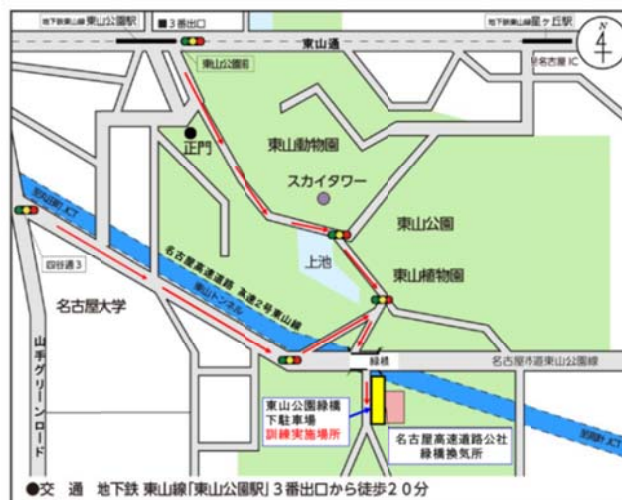 地下鉄東山線 東山公園駅
■３番出口
地下鉄東山線 星ヶ丘駅
N
東山通
東山公園前
至名古屋 IC
正門
東山動物園
スカイタワー
四谷通３
東山公園
上池
東山植物園
名古屋高速道路 高速2号東山線
東山トンネル
名古屋大学
山手グリーンロード
緑橋
名古屋市道東山公園線
東山公園緑橋
下駐車場
訓練実施場所
名古屋高速道路公社
緑橋換気所
●交　通　地下鉄 東山線「東山公園駅」３番出口から徒歩２０分